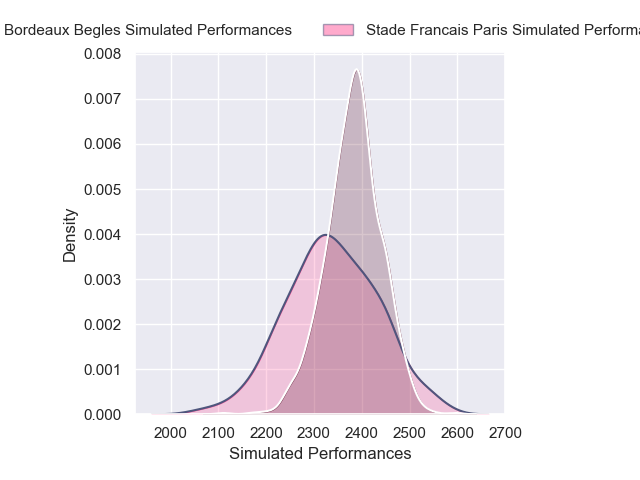 Bordeaux Begles Simulated Performances
Stade Francais Paris Simulated
0.008
0.007
0.006
0.005
0.004
0.003
0.002
0.001
0.000
Density
2000 2100 2200 2300 2400 2500 2600 2700
Simulated Performances